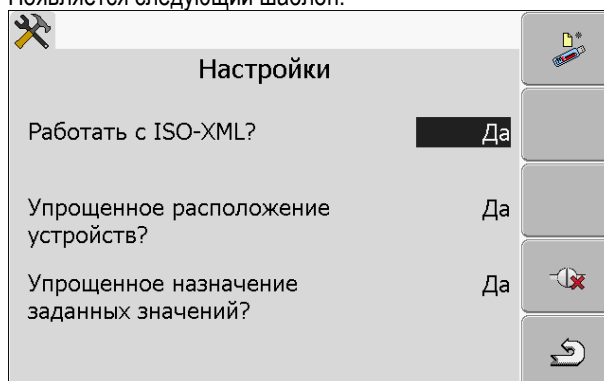 Появляется следующий шаблон:
Настройки
Работать с ISO-XML?
Да
Упрощенное расположение
устройств?
Да
Упрощенное назначение
заданных значений?
Да